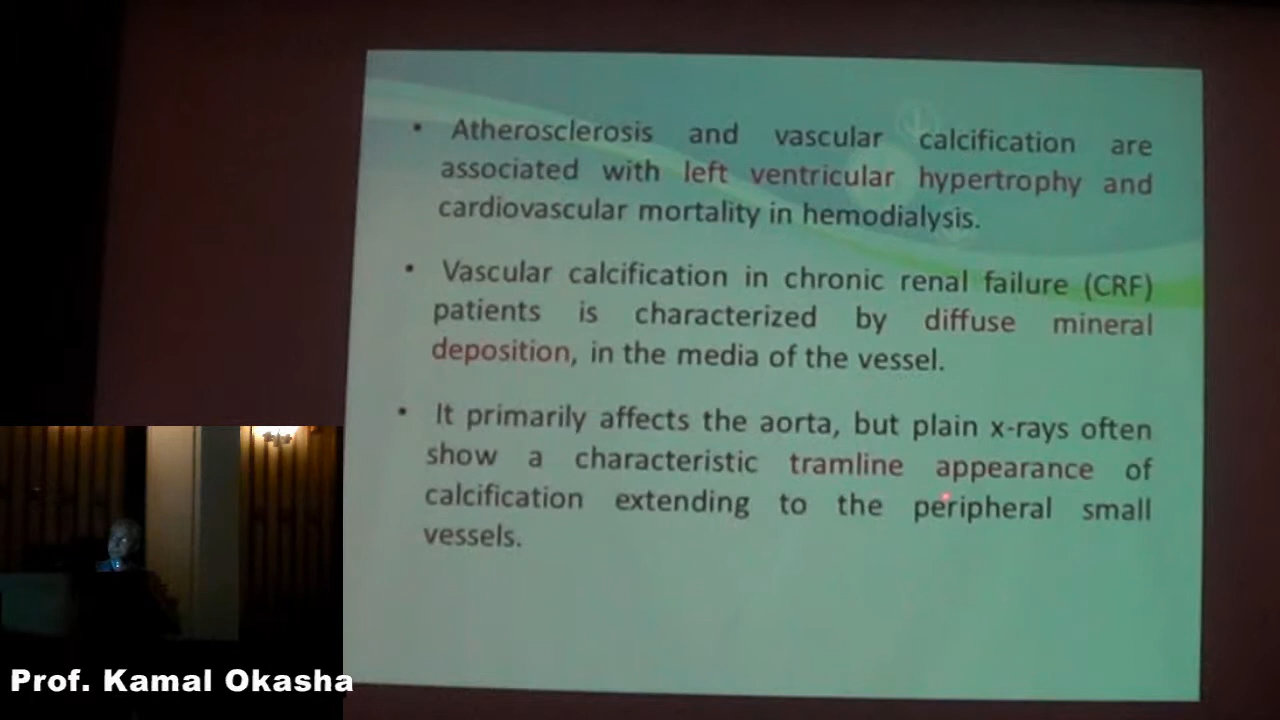 • Atherosclerosis and vascular calcification are
associated with left ventricular hypertrophy and
cardiovascular mortality in hemodialysis.
• Vascular calcification in chronic renal failure (CRF)
patients is characterized by diffuse mineral
deposition, in the media of the vessel.
• It primarily affects the aorta, but plain x-rays often
show a characteristic tramline appearance of
calcification extending to the peripheral small
vessels.
Prof. Kamal Okasha